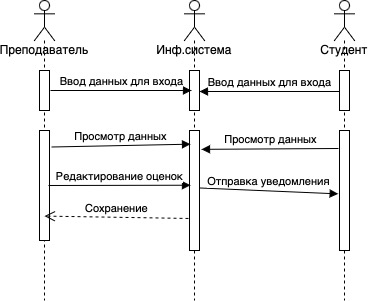 Преподаватель Инф.система Студент
Ввод данных для входа Ввод данных для входа
Просмотр данных Просмотр данных
Редактирование оценок Отправка уведомления
Сохранение